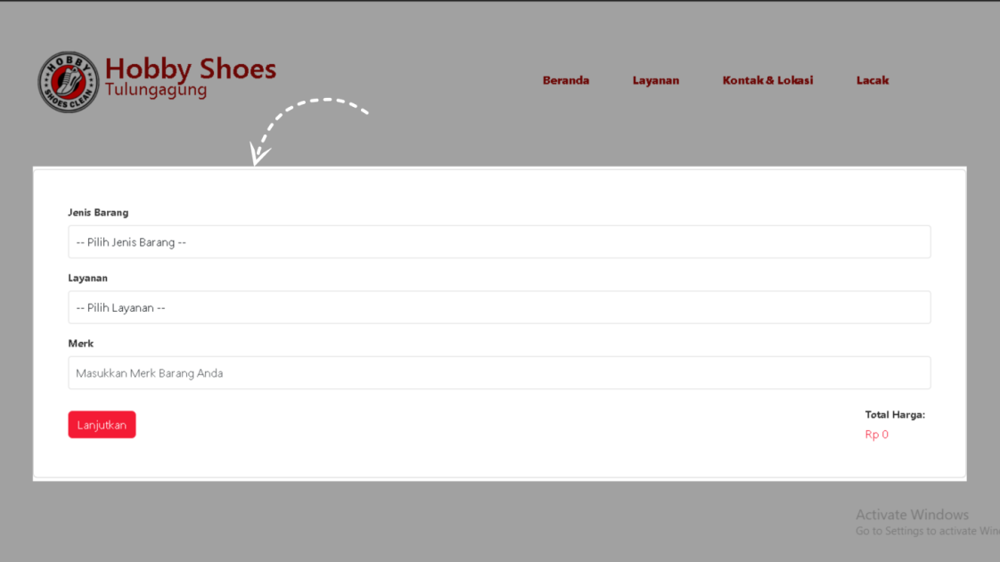 HOBBY
SHOES CLEAN
Hobby Shoes
Tulungagung
Beranda
Layanan
Kontak & Lokasi
Lacak
Jenis Barang
-- Pilih Jenis Barang --
Layanan
-- Pilih Layanan --
Merk
Masukkan Merk Barang Anda
Lanjutkan
Total Harga:
Rp 0
Activate Windows
Go to Settings to activate Win